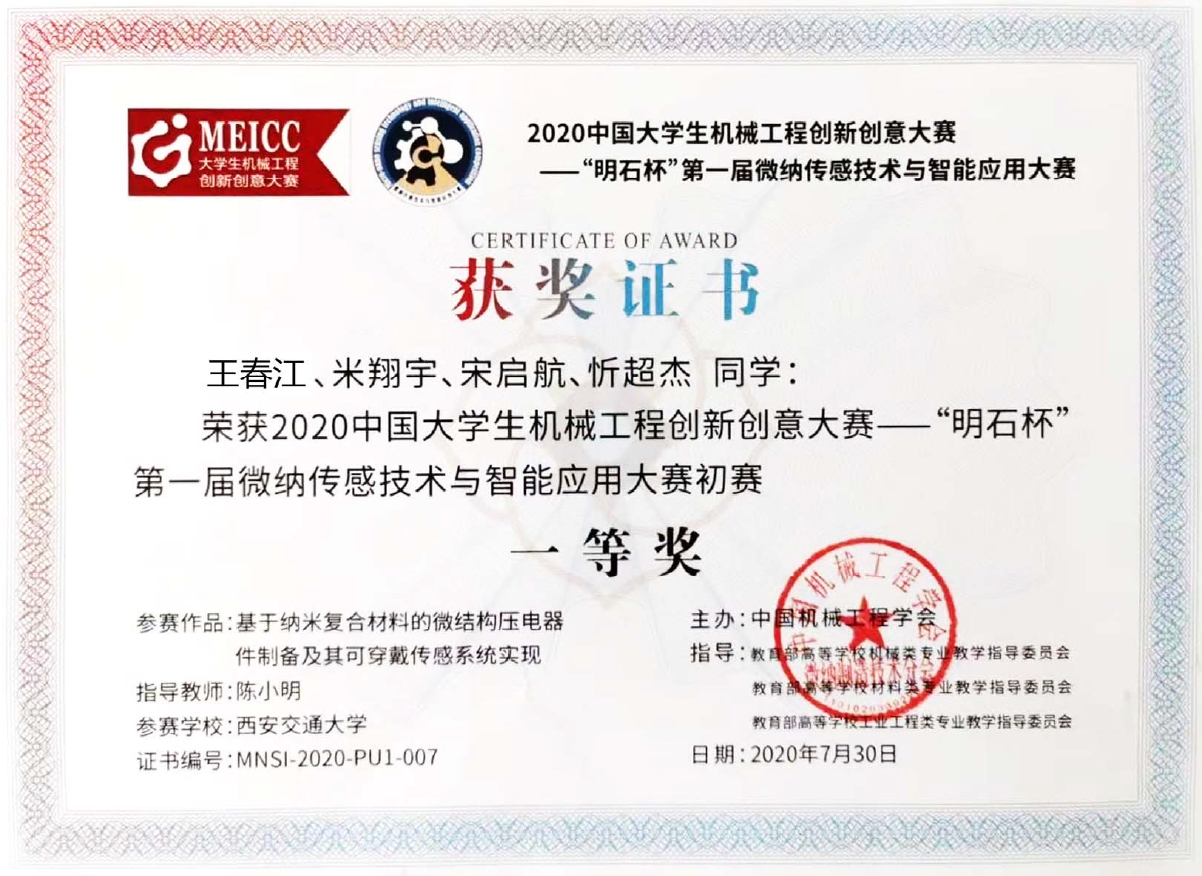 MEICC
大学生机械工程
创新创意大赛
2020中国大学生机械工程创新创意大赛
——“明石杯”第一届微纳传感技术与智能应用大赛
CERTIFICATE OF AWARD
获奖证书
王春江、米翔宇、宋启航、忻超杰 同学：
荣获2020中国大学生机械工程创新创意大赛——“明石杯”
第一届微纳传感技术与智能应用大赛初赛
一等奖
参赛作品：基于纳米复合材料的微结构压电器
件制备及其可穿戴传感系统实现
指导教师：陈小明
参赛学校：西安交通大学
证书编号：MNSI-2020-PU1-007
主办：中国机械工程学会
指导：教育部高等学校机械类专业教学指导委员会
教育部高等学校材料类专业教学指导委员会
教育部高等学校工业工程类专业教学指导委员会
日期：2020年7月30日
中国机械工程学会
微纳制造技术分会